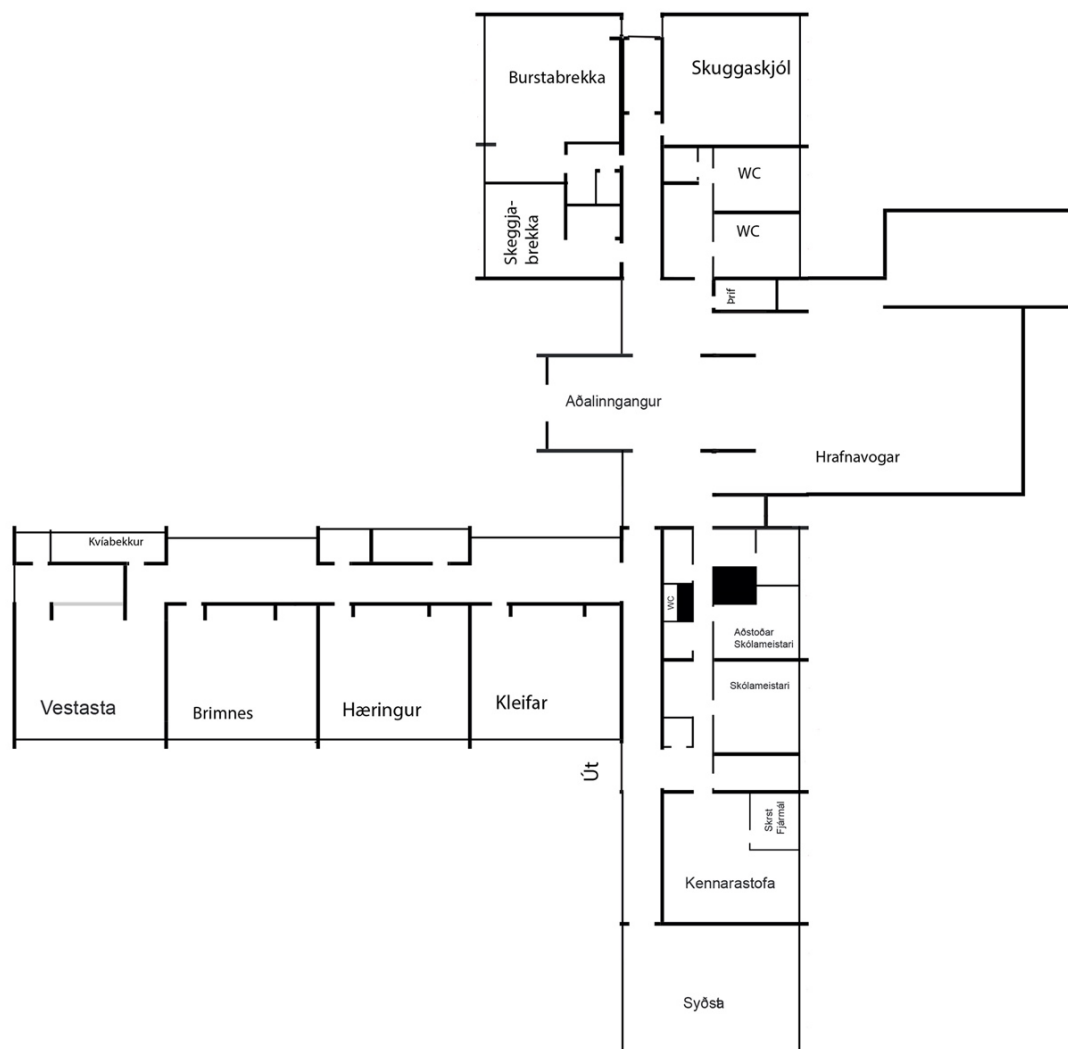 Burstabrekka
Skuggaskjól
WC
WC
Skeggja-
brekka
Þrif
Aðalinngangur
Hrafnavogar
Kvíabekkur
WC
Aðstoðar
Skólameistari
Skólameistari
Vestasta
Brimnes
Hæringur
Kleifar
Út
Skrst
Fjármál
Kennarastofa
Syðsta